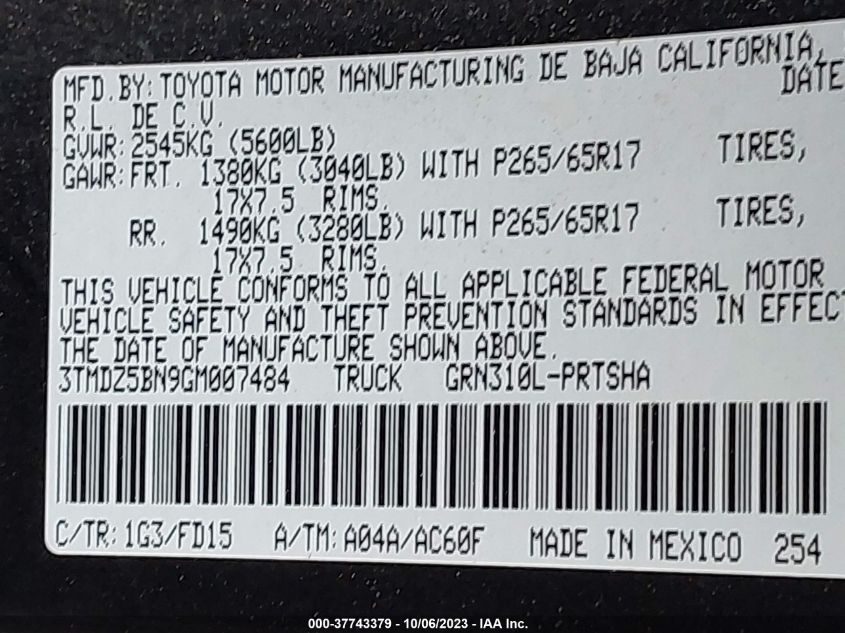 MFD.BY: TOYOTA MOTOR MANUFACTURING DE BAJA CALIFORNIA,
R.L. DE C.V. DATE
GVWR: 2545KG (5600LB)
GAWR: FRT. 1380KG (3040LB) WITH P265/65R17 TIRES,
17X7.5 RIMS.
RR. 1490KG (3280LB) WITH P265/65R17 TIRES,
17X7.5 RIMS.
THIS VEHICLE CONFORMS TO ALL APPLICABLE FEDERAL MOTOR
VEHICLE SAFETY AND THEFT PREVENTION STANDARDS IN EFFECT
THE DATE OF MANUFACTURE SHOWN ABOVE.
3TMDZ5BN9GM007484 TRUCK GRN310L-PRTSHA
C/TR: 1G3/FD15 A/TM: A04A/AC60F MADE IN MEXICO 254
000-37743379 - 10/06/2023 - IAA Inc.